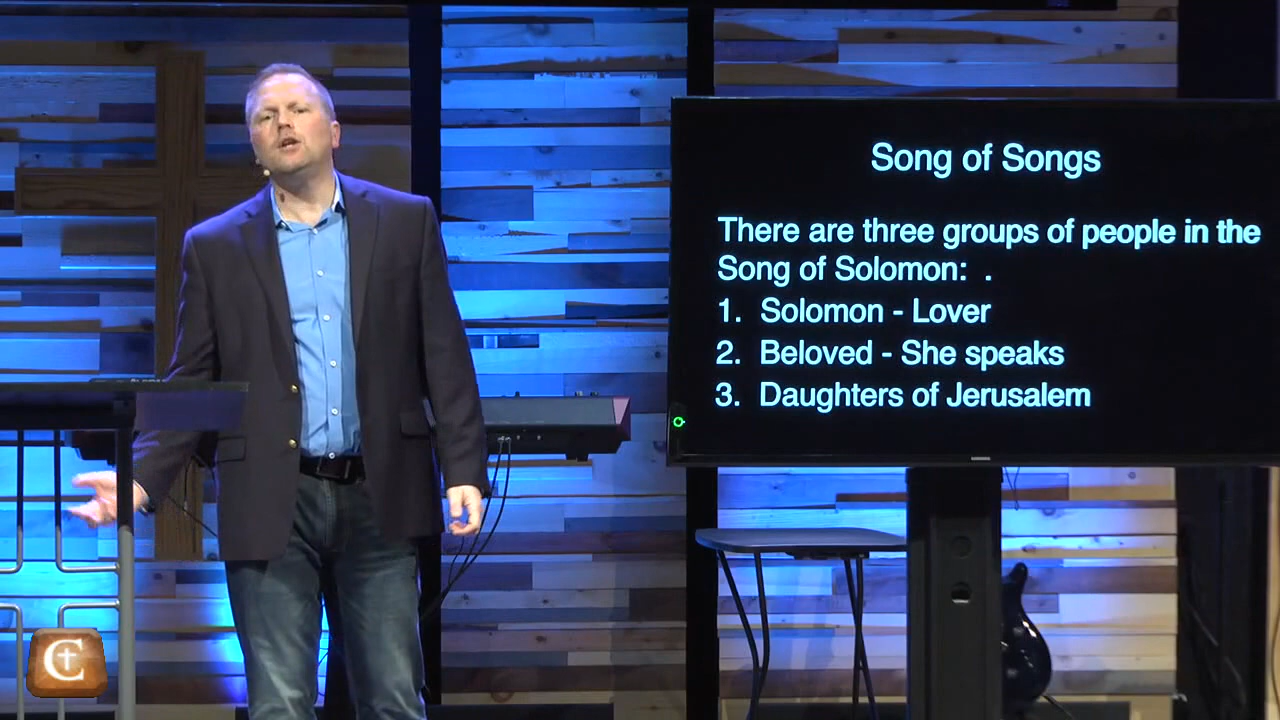 Song of Songs
There are three groups of people in the
Song of Solomon:  .
1. Solomon - Lover
2. Beloved - She speaks
3. Daughters of Jerusalem
C